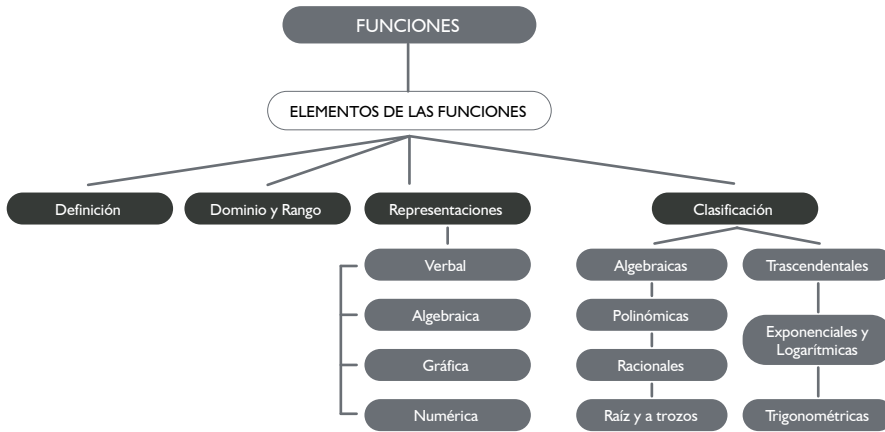 FUNCIONES
ELEMENTOS DE LAS FUNCIONES
Definición
Dominio y Rango
Representaciones
Clasificación
Verbal
Algebraica
Gráfica
Numérica
Algebraicas
Polinómicas
Racionales
Raíz y a trozos
Trascendentales
Exponenciales y
Logarítmicas
Trigonométricas